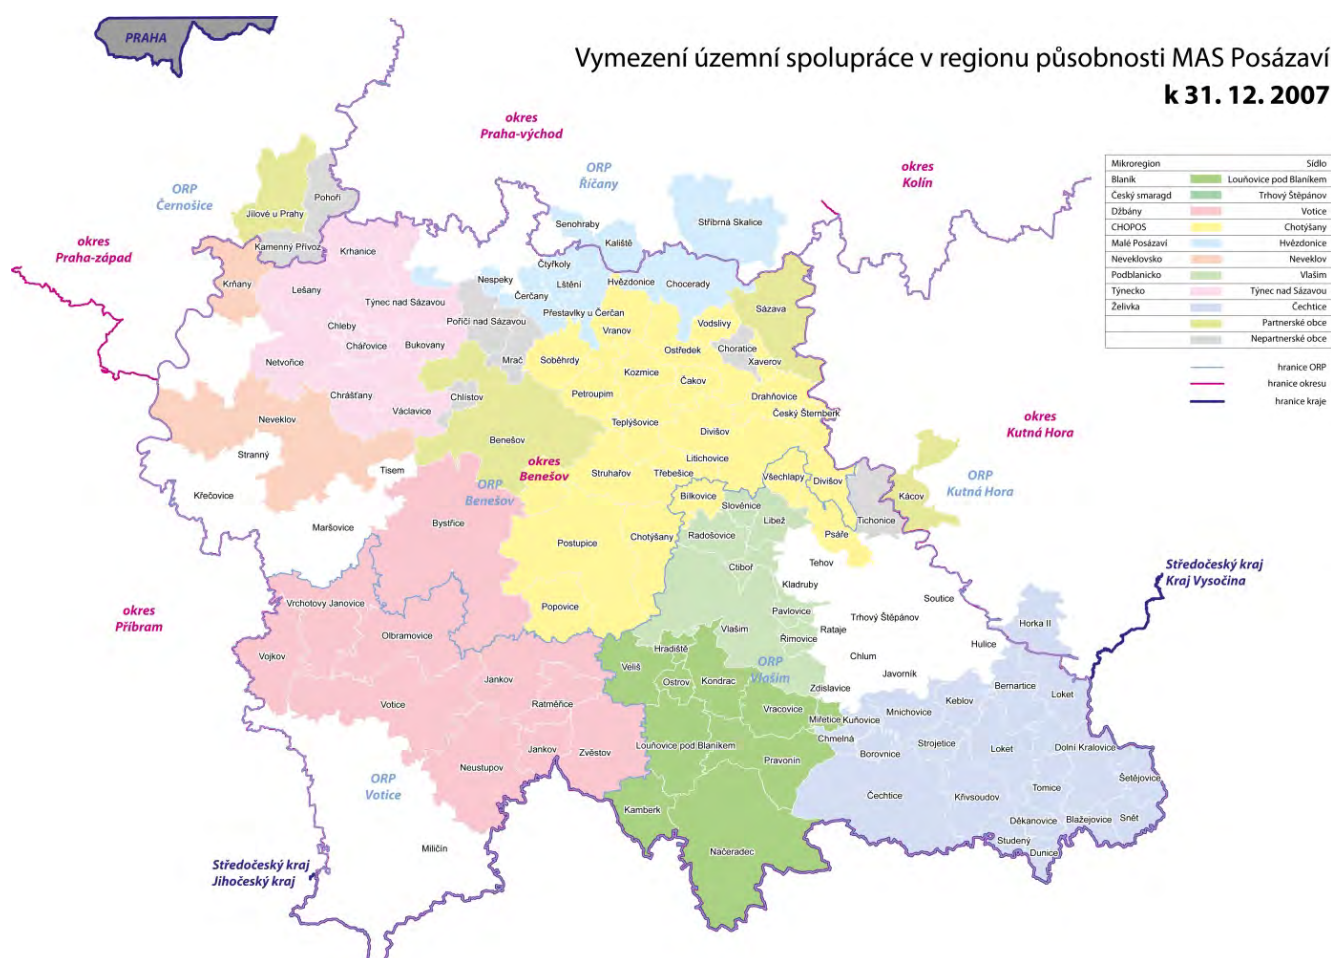 PRAHA
Vymezení územní spolupráce v regionu působnosti MAS Posázaví
k 31. 12. 2007
okres
Praha-východ
ORP
Říčany
okres
Kolín
ORP
Černošice
okres
Praha-západ
Mikroregion Sídlo
Blaník Louňovice pod Blaníkem
Český smaragd Trhový Štěpánov
Džbány Votice
CHOPOS Chotýšany
Malé Posázaví Hvězdonice
Neveklovsko Neveklov
Podblanicko Vlašim
Týnecko Týnec nad Sázavou
Želivka Čechtice
Partnerské obce
Nepartnerské obce
hranice ORP
hranice okresu
hranice kraje
Pohoří
Jílové u Prahy
Kamenný Přívoz
Krhanice
Senohraby
Kaliště
Stříbrná Skalice
Krňany
Lešany
Týnec nad Sázavou
Nespeky
Čtyřkoly
Lštění
Čerčany
Hvězdonice
Chocerady
Přestavlky u Čerčan
Sázava
Chleby
Chářovice
Bukovany
Poříčí nad Sázavou
Mrač
Vranov
Vodslivy
Netvořice
Soběhrdy
Ostředek
Choratice
Xaverov
Kozmice
Čakov
Chrášťany
Václavice
Chlístov
Petroupim
Drahňovice
Český Šternberk
Neveklov
Teplýšovice
Divišov
Benešov
Stranný
Tisem
okres
Benešov
ORP
Benešov
Struhařov
Litichovice
Třebešice
Všechlapy
Divišov
okres
Kutná Hora
ORP
Kutná Hora
Kácov
Tichonice
Křečovice
Maršovice
Bystřice
Bílkovice
Slověnice
Libež
Radošovice
Psáře
Postupice
Chotýšany
Tehov
Ctiboř
Kladruby
Středočeský kraj
Kraj Vysočina
okres
Příbram
Vrchotovy Janovice
Popovice
Pavlovice
Soutice
Trhový Štěpánov
Horka II
Olbramovice
Vlašim
Římovice
Rataje
Hulice
Vojkov
Hradiště
Veliš
ORP
Vlašim
Chlum
Javorník
Jankov
Ostrov
Kondrac
Zdislavice
Bernartice
Loket
Votice
Ratměřice
Vracovice
Miřetice
Kuňovice
Mnichovice
Keblov
Jankov
Zvěstov
Louňovice pod Blaníkem
Chmelná
Borovnice
Strojetice
Loket
Dolní Kralovice
Neustupov
Pravonín
Šetějovice
ORP
Votice
Čechtice
Křivsoudov
Tomice
Kamberk
Děkanovice
Blažejovice
Snět
Studený
Dunice
Miličín
Načeradec
Středočeský kraj
Jihočeský kraj